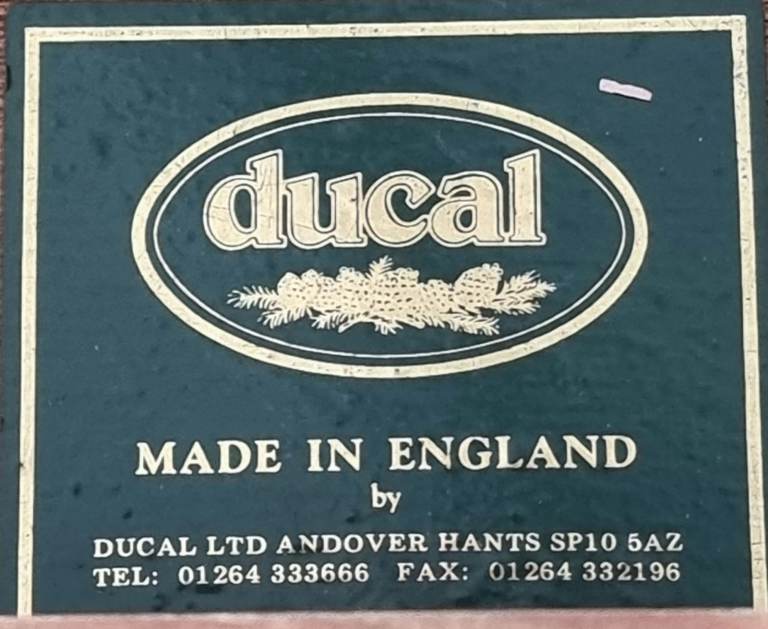 ducal
MADE IN ENGLAND
by
DUCAL LTD ANDOVER HANTS SP10 5AZ
TEL: 01264 333666 FAX: 01264 332196